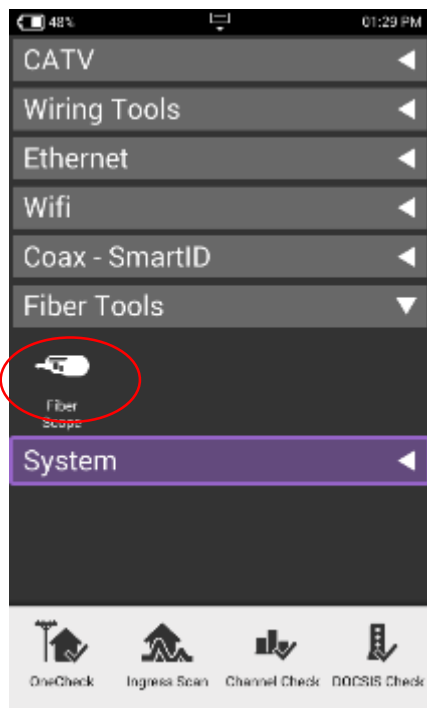 48%
01:29 PM
CATV
Wiring Tools
Ethernet
Wifi
Coax - SmartID
Fiber Tools
Fiber
Scope
System
OneCheck
Ingress Scan
Channel Check
DOCSIS Check